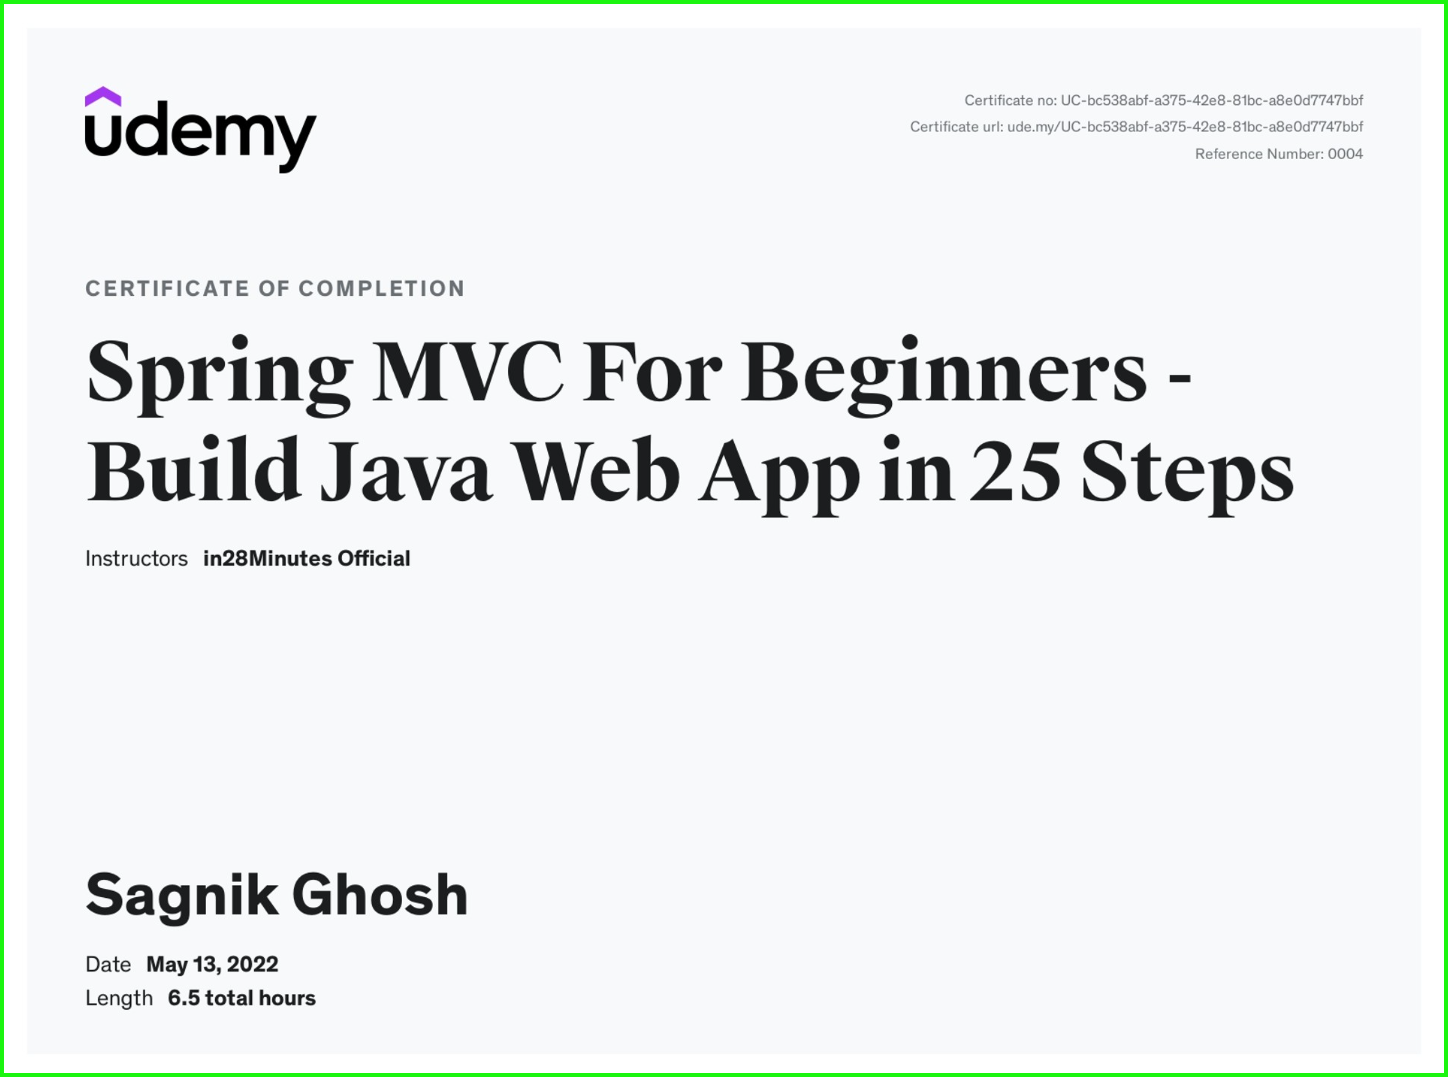 udemy
Certificate no: UC-bc538abf-a375-42e8-81bc-a8e0d7747bbf
Certificate url: ude.my/UC-bc538abf-a375-42e8-81bc-a8e0d7747bbf
Reference Number: 0004
CERTIFICATE OF COMPLETION
Spring MVC For Beginners -
Build Java Web App in 25 Steps
Instructors in28Minutes Official
Sagnik Ghosh
Date May 13, 2022
Length 6.5 total hours